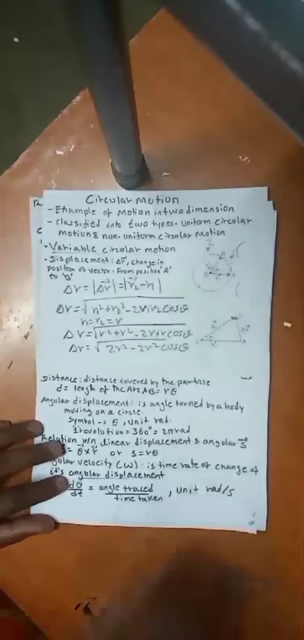 Circular Motion
- Example of Motion in two dimension
- classified into two types - uniform circular
motion & non-uniform circular motion
- Variable circular motion
- Displacement: Δr, change in
position of vector. From position 'A'
to 'B'
Δr = |Δr| = |r₂ - r₁|
Δr = √r₁² + r₂² - 2r₁r₂ cosθ
r₁ = r₂ = r
Δr = √r² + r² - 2rxr cosθ
Δr = √2r² - 2r² cosθ
Distance: distance covered by the particle
d = length of the Arc AB = rθ
Angular displacement: is angle turned by a body
moving on a circle
symbol → θ, unit rad.
1 revolution = 360° = 2π rad
Relation b/n Linear displacement & angular S
= θ x r or S = rθ
velocity (ω): is time rate of change of
it's angular displacement
dθ/dt = angle traced / time taken, unit rad/s